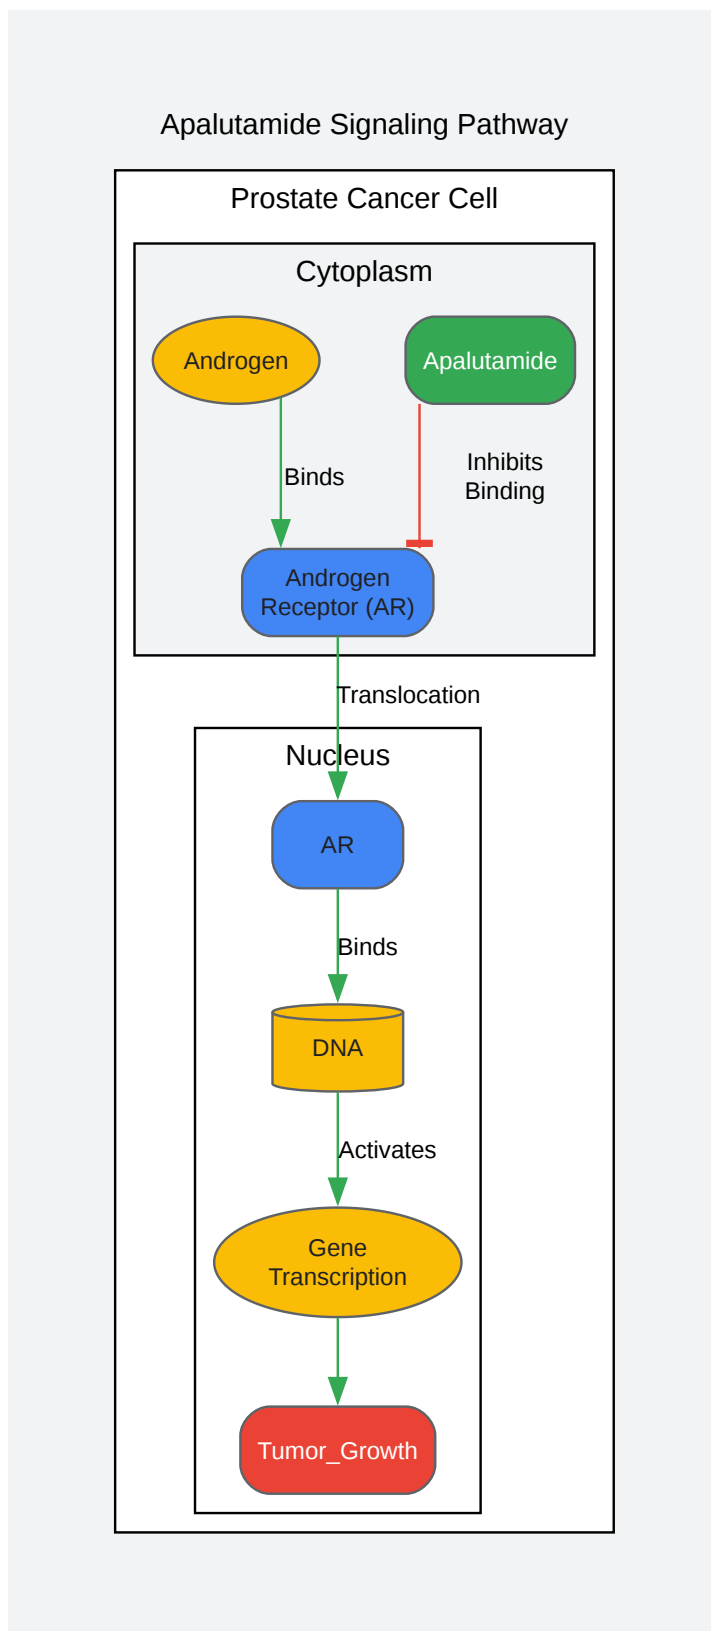 Apalutamide Signaling Pathway
Prostate Cancer Cell
Cytoplasm
Androgen
Apalutamide
Binds
Inhibits
Binding
Androgen
Receptor (AR)
Translocation
Nucleus
AR
Binds
DNA
Activates
Gene
Transcription
Tumor_Growth